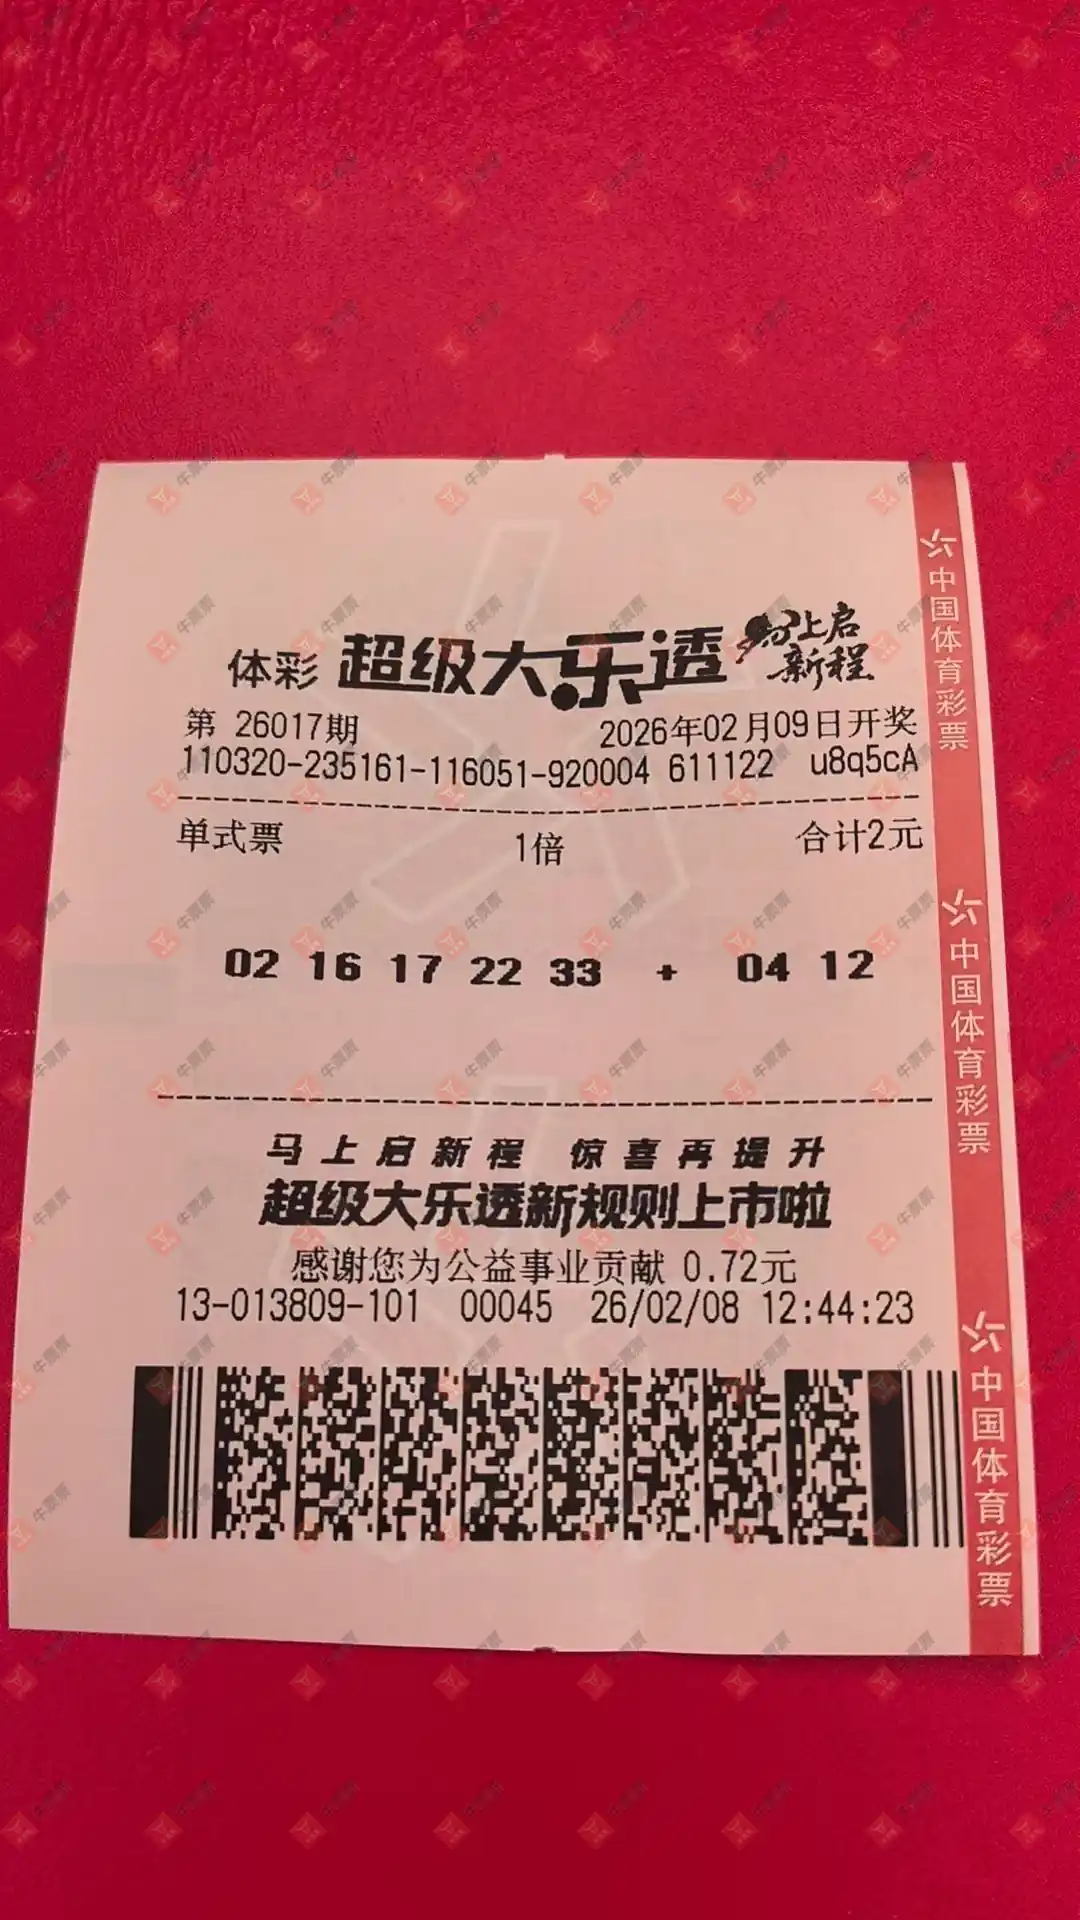 体彩 超级大乐透 马上启新程
第 26017期 2026年02月09日开奖
110320-235161-116051-920004 611122 u8q5cA
单式票 1倍 合计2元
02 16 17 22 33 + 04 12
马上启新程 惊喜再提升
超级大乐透新规则上市啦
感谢您为公益事业贡献 0.72元
13-013809-101 00045 26/02/08 12:44:23
中国体育彩票
中国体育彩票
中国体育彩票
牛票票